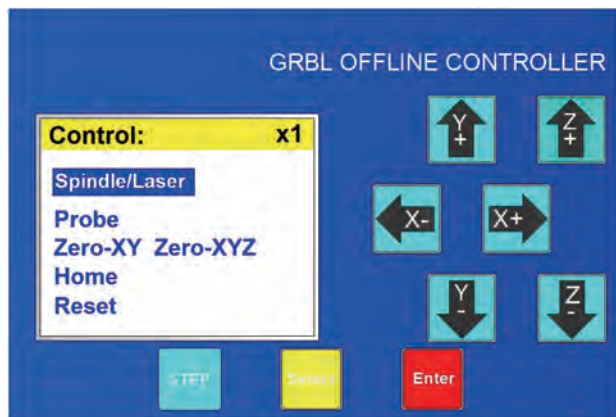 GRBL OFFLINE CONTROLLER
Control: x1
Spindle/Laser
Probe
Zero-XY Zero-XYZ
Home
Reset
Y+
Z+
X-
X+
Y-
Z-
STEP
Select
Enter